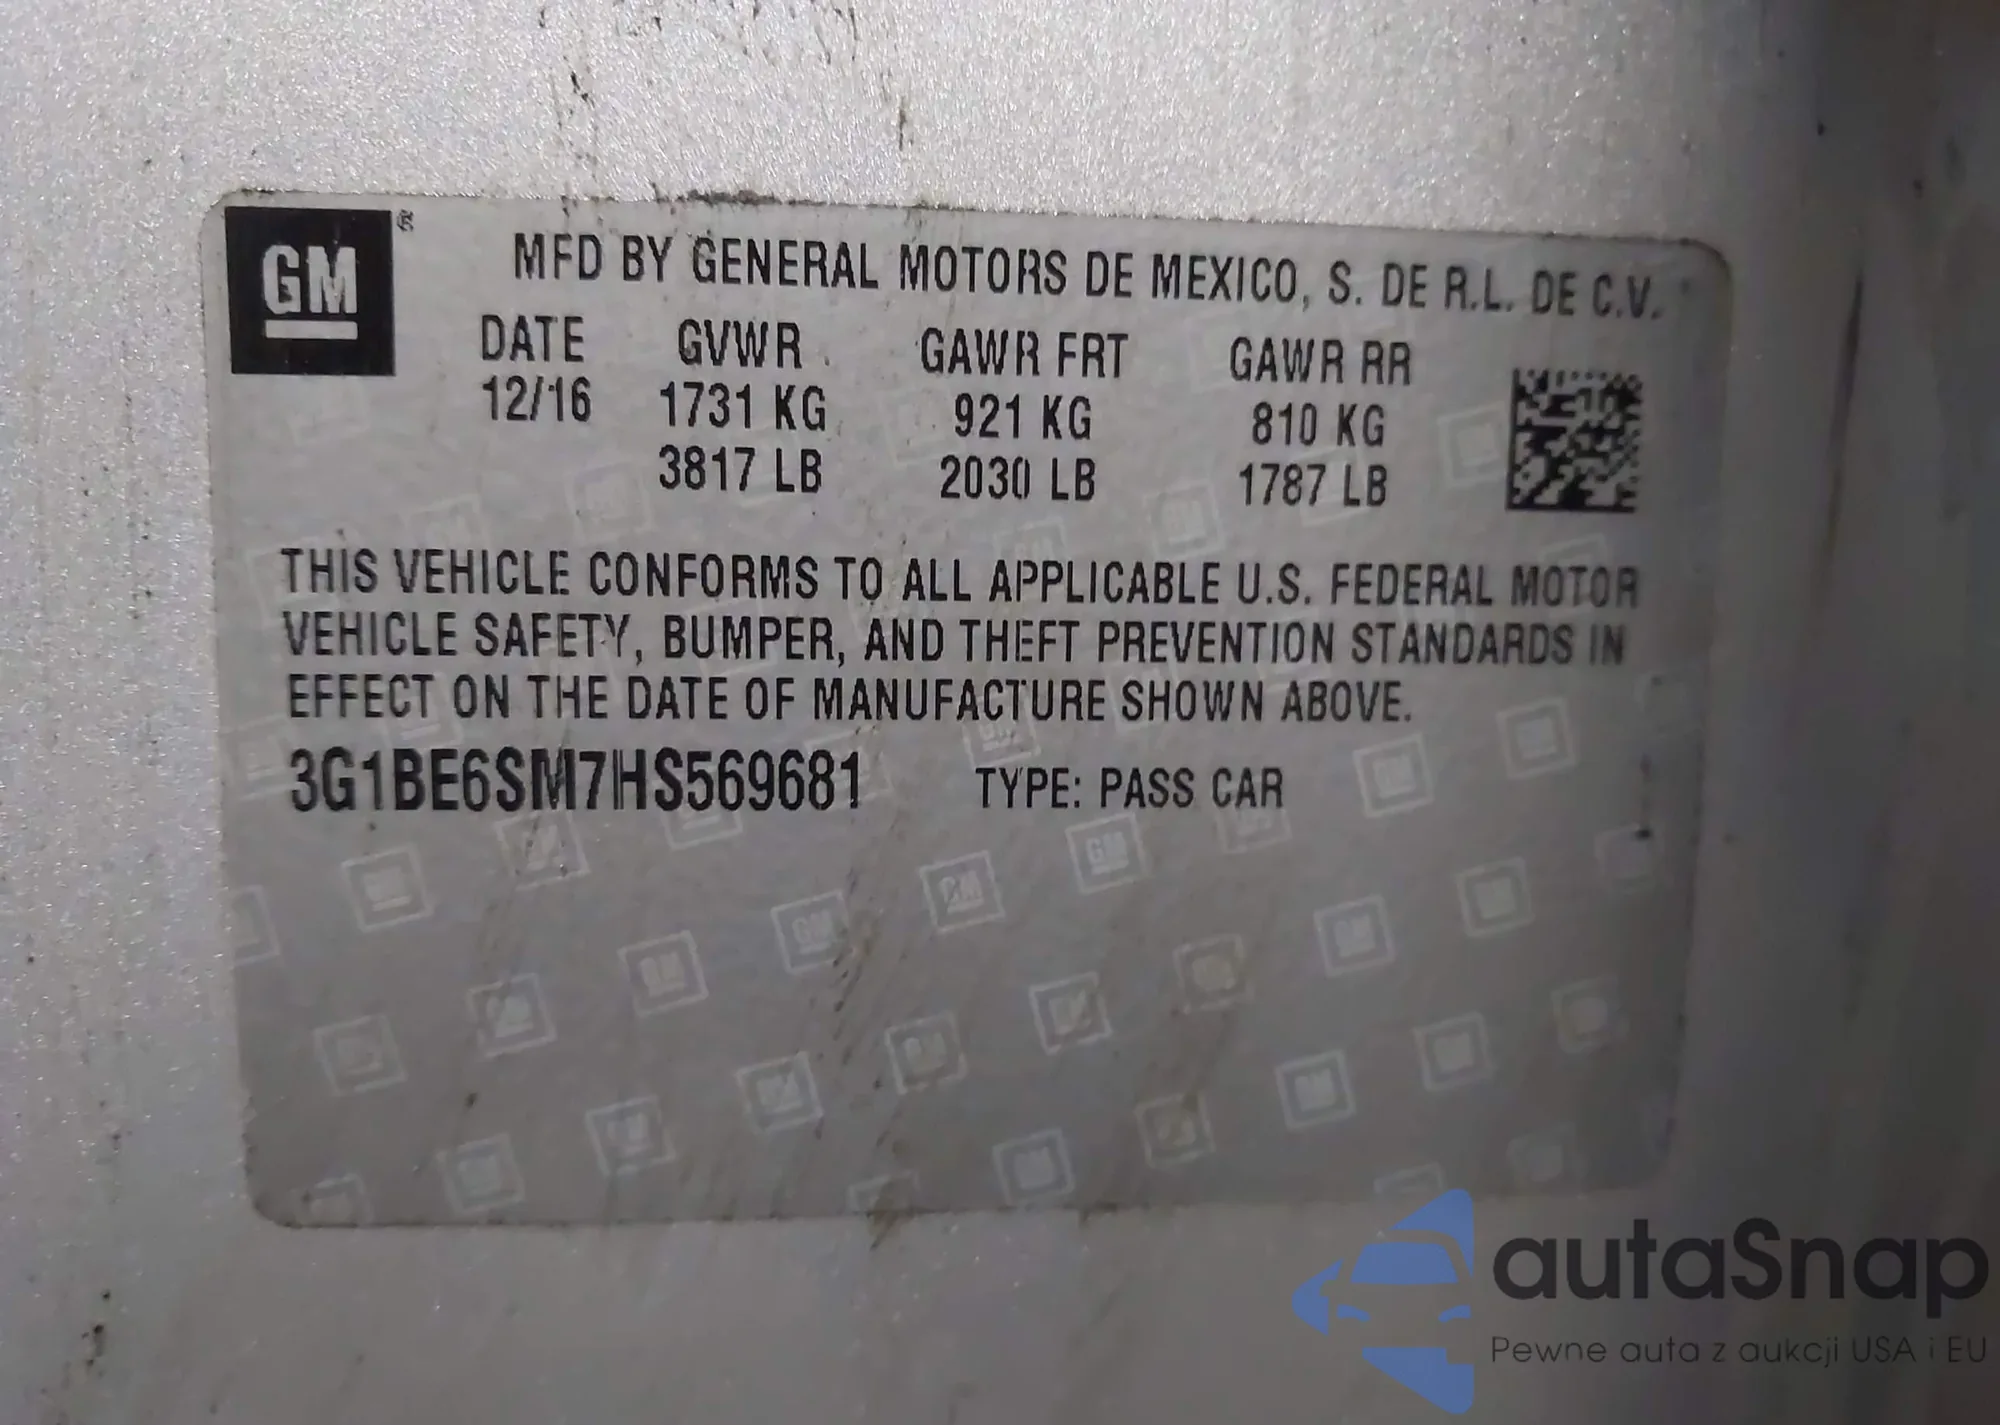 GM®
MFD BY GENERAL MOTORS DE MEXICO, S. DE R.L. DE C.V.
DATE GVWR GAWR FRT GAWR RR
12/16 1731 KG 921 KG 810 KG
3817 LB 2030 LB 1787 LB
THIS VEHICLE CONFORMS TO ALL APPLICABLE U.S. FEDERAL MOTOR
VEHICLE SAFETY, BUMPER, AND THEFT PREVENTION STANDARDS IN
EFFECT ON THE DATE OF MANUFACTURE SHOWN ABOVE.
3G1BE6SM7HS569681 TYPE: PASS CAR
autaSnap
Pewne auta z aukcji USA i EU